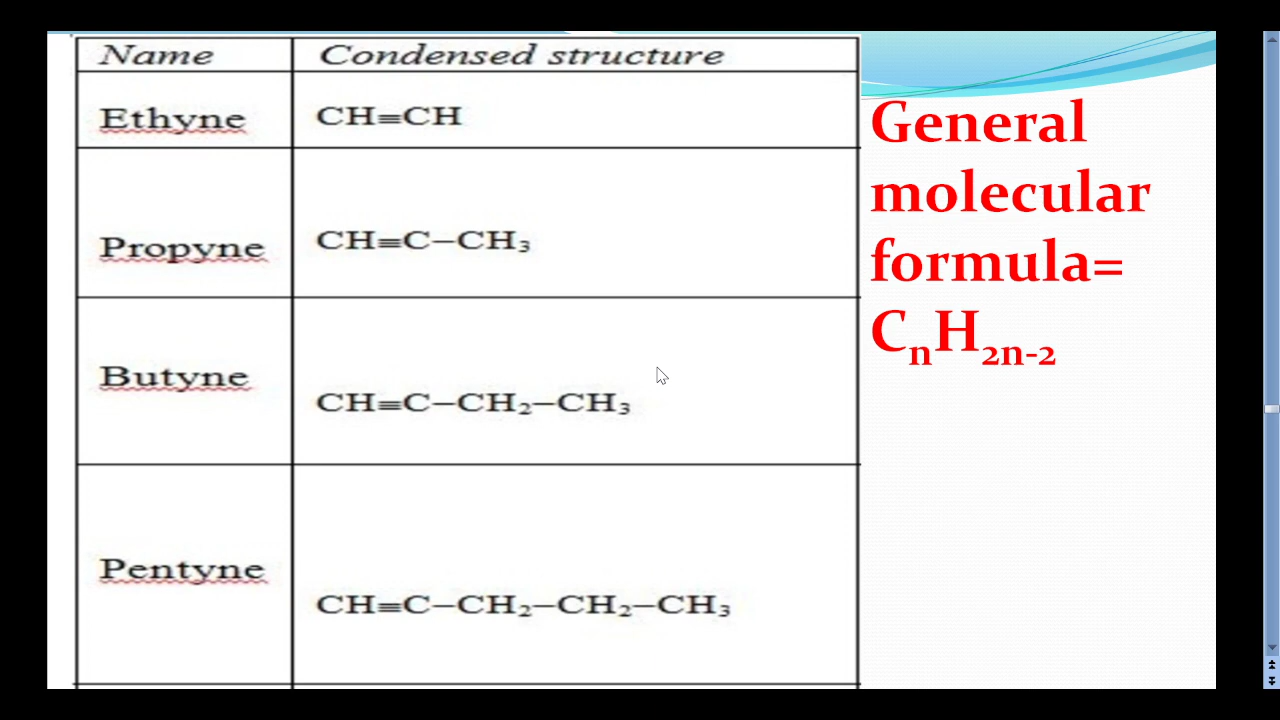 Name Condensed structure
Ethyne CH≡CH
Propyne CH≡C–CH₃
Butyne CH≡C–CH₂–CH₃
Pentyne CH≡C–CH₂–CH₂–CH₃
General
molecular
formula=
CₙH₂ₙ₋₂